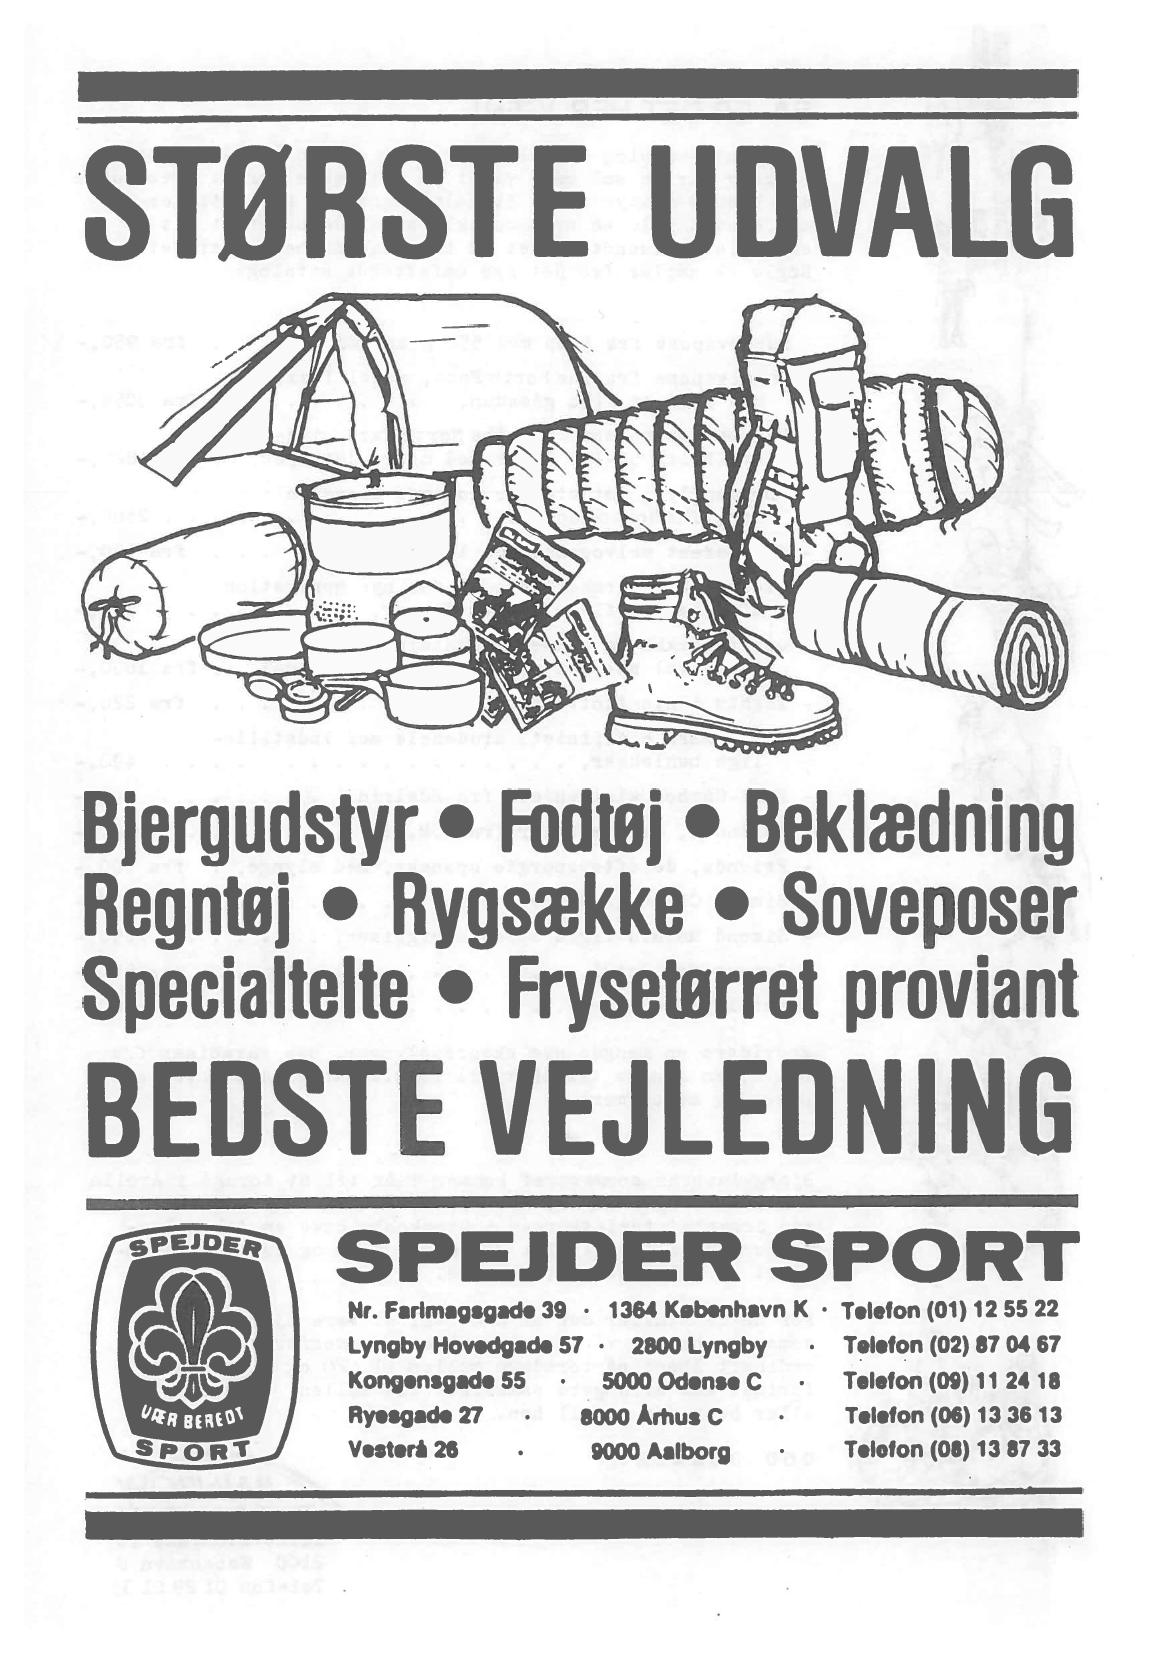 STØRSTE UDVALG
Bjergudstyr • Fodtøj • Beklædning
Regntøj • Rygsække • Soveposer
Specialtelte • Frysetørret proviant
BEDSTE VEJLEDNING
SPEJDER
VÆR BEREDT
SPORT
SPEJDER SPORT
Nr. Farimagsgade 39 · 1364 København K · Telefon (01) 12 55 22
Lyngby Hovedgade 57 · 2800 Lyngby · Telefon (02) 87 04 67
Kongensgade 55 · 5000 Odense C · Telefon (09) 11 24 18
Ryesgade 27 · 8000 Århus C · Telefon (06) 13 36 13
Vesterå 26 · 9000 Aalborg · Telefon (08) 13 87 33